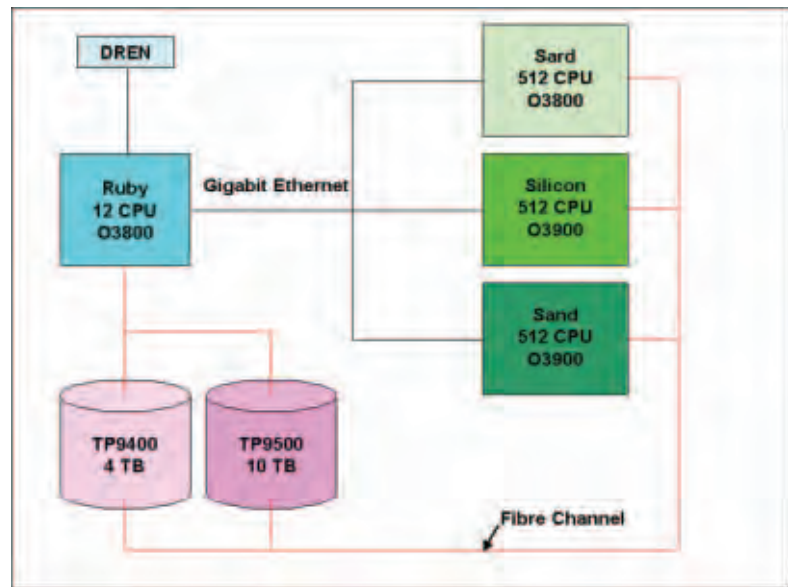 DREN
Ruby
12 CPU
O3800
Gigabit Ethernet
Sard
512 CPU
O3800
Silicon
512 CPU
O3900
Sand
512 CPU
O3900
TP9400
4 TB
TP9500
10 TB
Fibre Channel